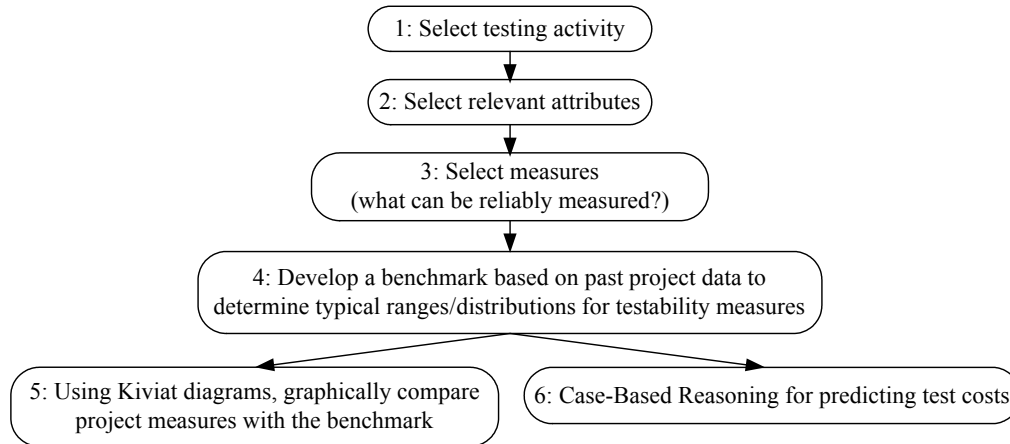 1: Select testing activity
2: Select relevant attributes
3: Select measures
(what can be reliably measured?)
4: Develop a benchmark based on past project data to
determine typical ranges/distributions for testability measures
5: Using Kiviat diagrams, graphically compare
project measures with the benchmark
6: Case-Based Reasoning for predicting test costs